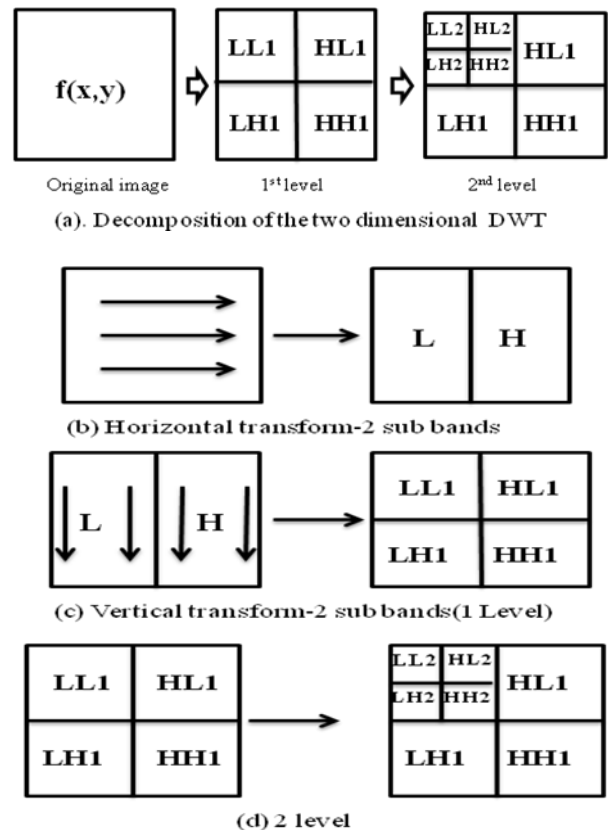 f(x,y)
LL1 HL1
LH1 HH1
LL2 HL2
LH2 HH2
HL1
LH1 HH1
Original image
1st level
2nd level
(a). Decomposition of the two dimensional DWT
L H
(b) Horizontal transform-2 sub bands
L H
LL1 HL1
LH1 HH1
(c) Vertical transform-2 sub bands(1 Level)
LL1 HL1
LH1 HH1
LL2 HL2
LH2 HH2
HL1
LH1 HH1
(d) 2 level